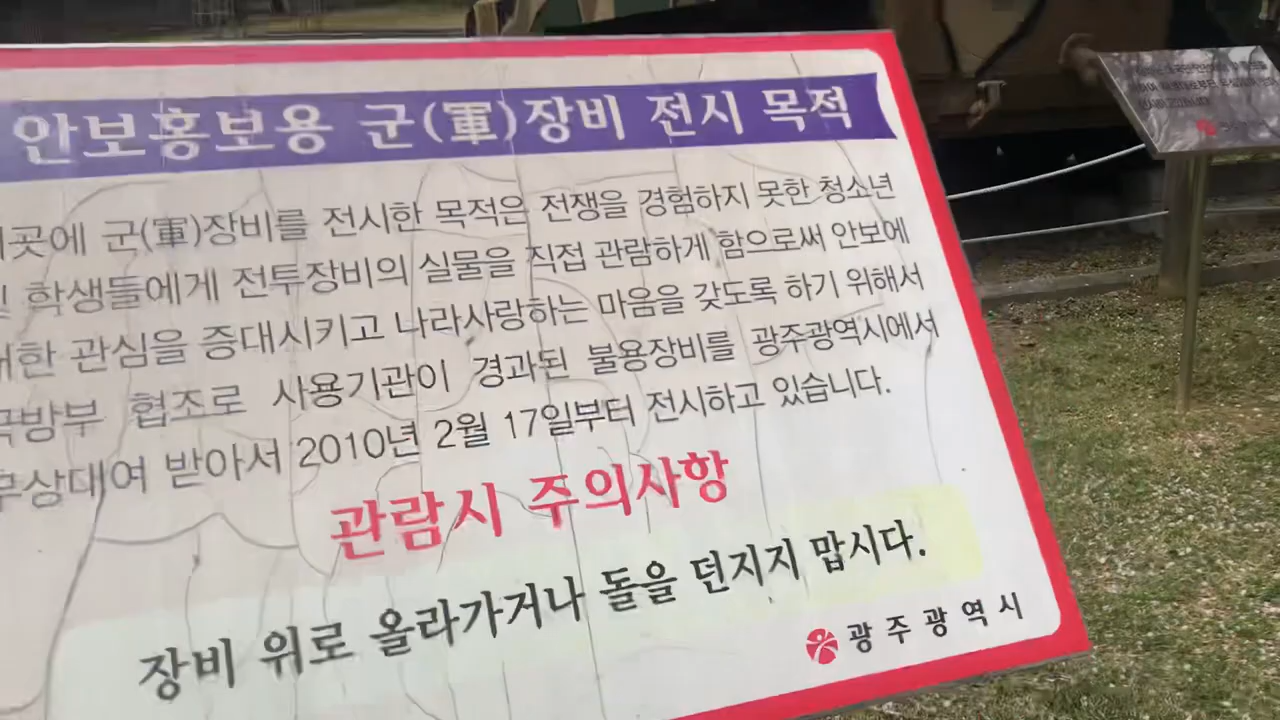 안보홍보용 군(軍)장비 전시 목적
곳에 군(軍)장비를 전시한 목적은 전쟁을 경험하지 못한 청소년
학생들에게 전투장비의 실물을 직접 관람하게 함으로써 안보에
관심을 증대시키고 나라사랑하는 마음을 갖도록 하기 위해서
방부 협조로 사용기관이 경과된 불용장비를 광주광역시에서
무상대여 받아서 2010년 2월 17일부터 전시하고 있습니다.
관람시 주의사항
장비 위로 올라가거나 돌을 던지지 맙시다.
광주광역시